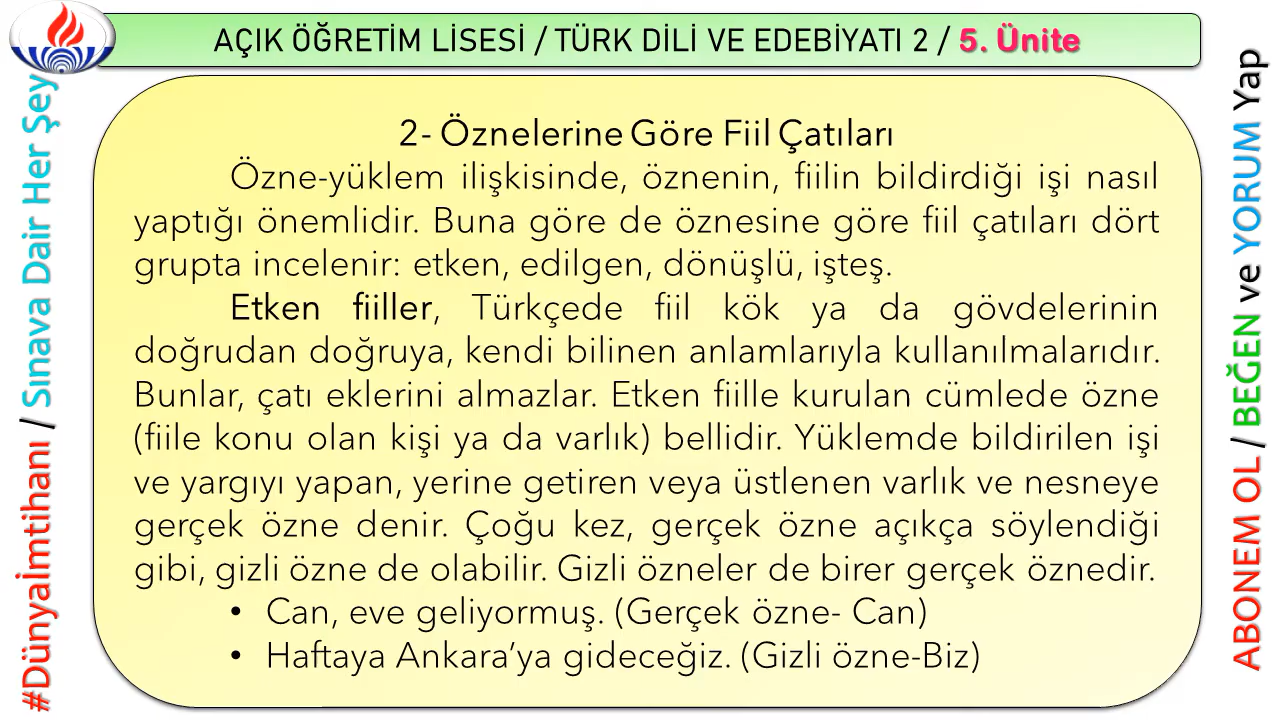 AÇIK ÖĞRETİM LİSESİ / TÜRK DİLİ VE EDEBİYATI 2 / 5. Ünite
#Dünyaİmtihanı / Sınava Dair Her Şey
2- Öznelerine Göre Fiil Çatıları
Özne-yüklem ilişkisinde, öznenin, fiilin bildirdiği işi nasıl
yaptığı önemlidir. Buna göre de öznesine göre fiil çatıları dört
grupta incelenir: etken, edilgen, dönüşlü, işteş.
Etken fiiller, Türkçede fiil kök ya da gövdelerinin
doğrudan doğruya, kendi bilinen anlamlarıyla kullanılmalarıdır.
Bunlar, çatı eklerini almazlar. Etken fiille kurulan cümlede özne
(fiile konu olan kişi ya da varlık) bellidir. Yüklemde bildirilen işi
ve yargıyı yapan, yerine getiren veya üstlenen varlık ve nesneye
gerçek özne denir. Çoğu kez, gerçek özne açıkça söylendiği
gibi, gizli özne de olabilir. Gizli özneler de birer gerçek öznedir.
• Can, eve geliyormuş. (Gerçek özne- Can)
• Haftaya Ankara’ya gideceğiz. (Gizli özne-Biz)
ABONEM OL / BEĞEN ve YORUM Yap